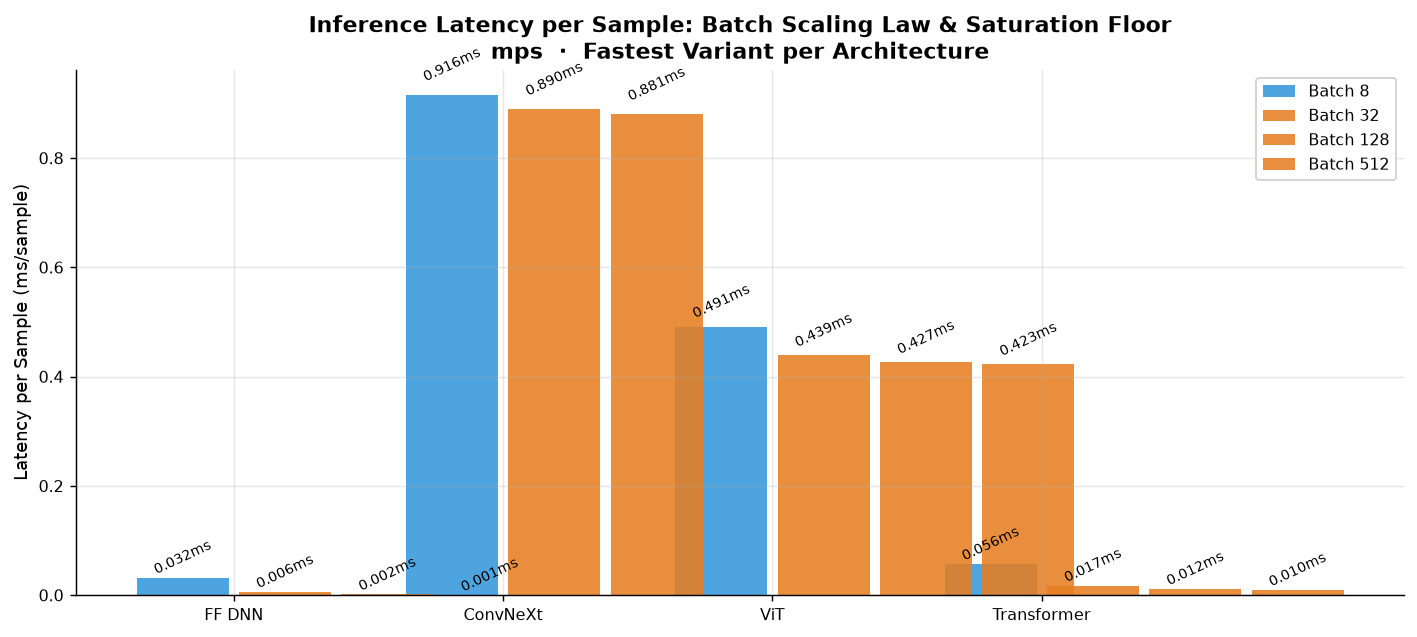 Inference Latency per Sample: Batch Scaling Law & Saturation Floor
mps · Fastest Variant per Architecture
Latency per Sample (ms/sample)
0.8
0.6
0.4
0.2
0.0
0.032ms
0.006ms
0.002ms
0.001ms
0.916ms
0.890ms
0.881ms
0.491ms
0.439ms
0.427ms
0.423ms
0.056ms
0.017ms
0.012ms
0.010ms
Batch 8
Batch 32
Batch 128
Batch 512
FF DNN
ConvNeXt
ViT
Transformer